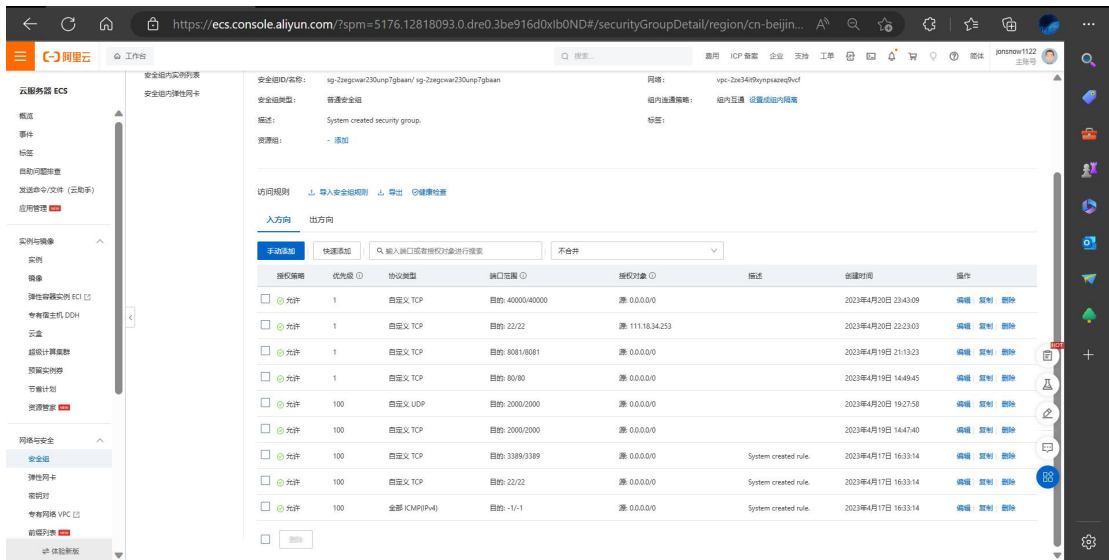 https://ecs.console.aliyun.com/?spm=5176.12818093.0.dre0.3be916d0xIb0ND#/securityGroupDetail/region/cn-beijin...
阿里云 工作台 搜索... 费用 ICP 备案 企业 支持 工单 简体 jonsnow1122
主账号
云服务器 ECS
概览
事件
标签
自助问题排查
发送命令/文件（云助手）
应用管理 NEW
实例与镜像
实例
镜像
弹性容器实例 ECI
专有宿主机 DDH
云盒
超级计算集群
预留实例券
节省计划
资源管家 NEW
网络与安全
安全组
弹性网卡
密钥对
专有网络 VPC
前缀列表 NEW
体验新版
安全组内实例列表
安全组内弹性网卡
安全组ID/名称: sg-2zegcwar230unp7gbaan/ sg-2zegcwar230unp7gbaan 网络: vpc-2ze34it9xynpsazeq9vcf
安全组类型: 普通安全组 组内连通策略: 组内互通 设置成组内隔离
描述: System created security group. 标签:
资源组: - 添加
访问规则 导入安全组规则 导出 健康检查
入方向 出方向
手动添加 快速添加 输入端口或者授权对象进行搜索 不合并
授权策略 优先级 协议类型 端口范围 授权对象 描述 创建时间 操作
允许 1 自定义 TCP 目的: 40000/40000 源: 0.0.0.0/0 2023年4月20日 23:43:09 编辑 复制 删除
允许 1 自定义 TCP 目的: 22/22 源: 111.18.34.253 2023年4月20日 22:23:03 编辑 复制 删除
允许 1 自定义 TCP 目的: 8081/8081 源: 0.0.0.0/0 2023年4月19日 21:13:23 编辑 复制 删除
允许 1 自定义 TCP 目的: 80/80 源: 0.0.0.0/0 2023年4月19日 14:49:45 编辑 复制 删除
允许 100 自定义 UDP 目的: 2000/2000 源: 0.0.0.0/0 2023年4月20日 19:27:58 编辑 复制 删除
允许 100 自定义 TCP 目的: 2000/2000 源: 0.0.0.0/0 2023年4月19日 14:47:40 编辑 复制 删除
允许 100 自定义 TCP 目的: 3389/3389 源: 0.0.0.0/0 System created rule. 2023年4月17日 16:33:14 编辑 复制 删除
允许 100 自定义 TCP 目的: 22/22 源: 0.0.0.0/0 System created rule. 2023年4月17日 16:33:14 编辑 复制 删除
允许 100 全部 ICMP(IPv4) 目的: -1/-1 源: 0.0.0.0/0 System created rule. 2023年4月17日 16:33:14 编辑 复制 删除
删除
HOT